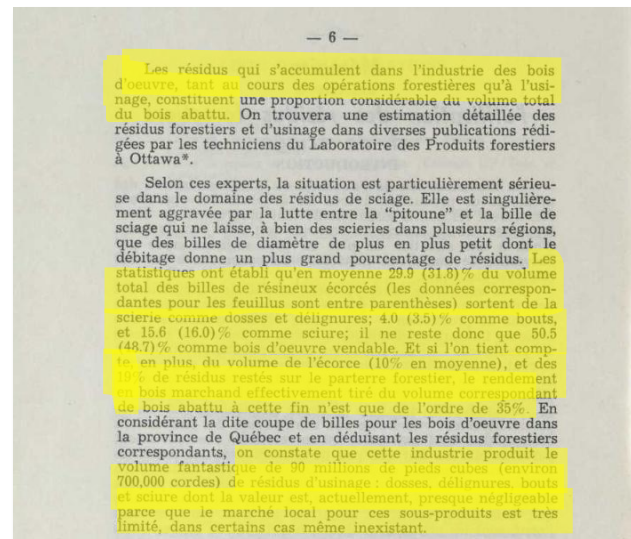 — 6 —
Les résidus qui s'accumulent dans l'industrie des bois
d'oeuvre, tant au cours des opérations forestières qu'à l'usi-
nage, constituent une proportion considérable du volume total
du bois abattu. On trouvera une estimation détaillée des
résidus forestiers et d'usinage dans diverses publications rédi-
gées par les techniciens du Laboratoire des Produits forestiers
à Ottawa*.
Selon ces experts, la situation est particulièrement sérieu-
se dans le domaine des résidus de sciage. Elle est singulière-
ment aggravée par la lutte entre la "pitoune" et la bille de
sciage qui ne laisse, à bien des scieries dans plusieurs régions,
que des billes de diamètre de plus en plus petit dont le
débitage donne un plus grand pourcentage de résidus. Les
statistiques ont établi qu'en moyenne 29.9 (31.8)% du volume
total des billes de résineux écorcés (les données correspon-
dantes pour les feuillus sont entre parenthèses) sortent de la
scierie comme dosses et délignures; 4.0 (3.5)% comme bouts,
et 15.6 (16.0)% comme sciure; il ne reste donc que 50.5
(48.7)% comme bois d'oeuvre vendable. Et si l'on tient comp-
te, en plus, du volume de l'écorce (10% en moyenne), et des
19% de résidus restés sur le parterre forestier, le rendement
en bois marchand effectivement tiré du volume correspondant
de bois abattu à cette fin n'est que de l'ordre de 35%. En
considérant la dite coupe de billes pour les bois d'oeuvre dans
la province de Québec et en déduisant les résidus forestiers
correspondants, on constate que cette industrie produit le
volume fantastique de 90 millions de pieds cubes (environ
700,000 cordes) de résidus d'usinage : dosses, délignures, bouts
et sciure dont la valeur est, actuellement, presque négligeable
parce que le marché local pour ces sous-produits est très
limité, dans certains cas même inexistant.